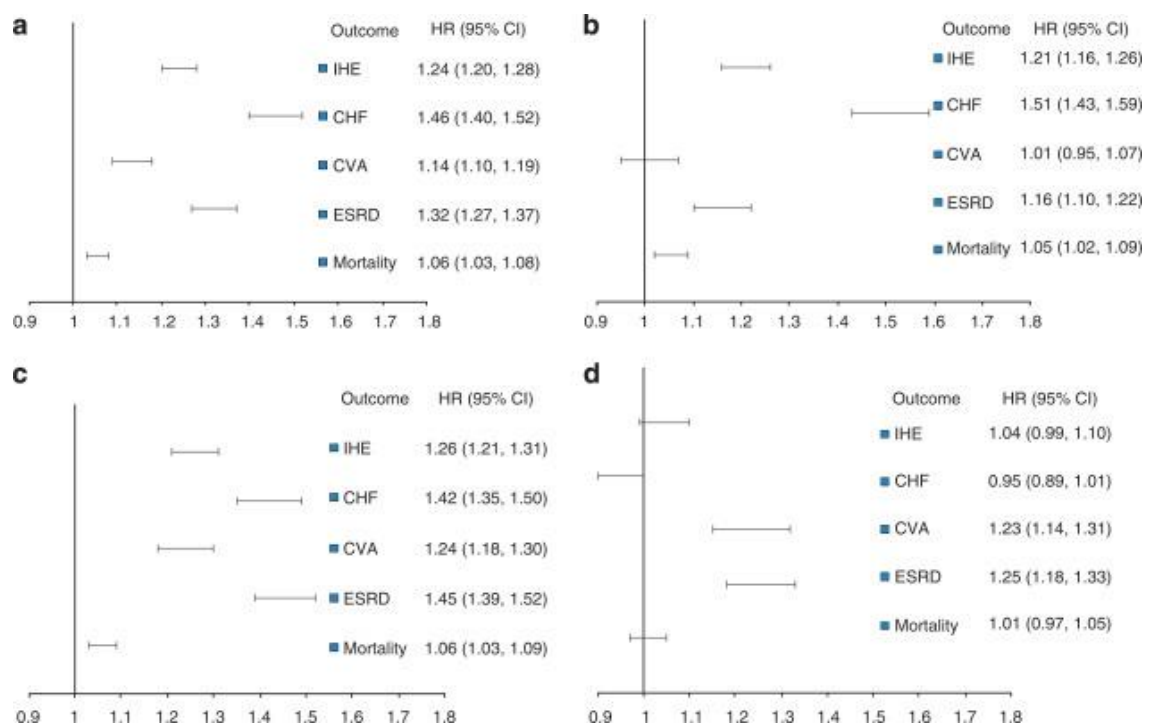 a
Outcome HR (95% CI)
IHE 1.24 (1.20, 1.28)
CHF 1.46 (1.40, 1.52)
CVA 1.14 (1.10, 1.19)
ESRD 1.32 (1.27, 1.37)
Mortality 1.06 (1.03, 1.08)
0.9 1 1.1 1.2 1.3 1.4 1.5 1.6 1.7 1.8
b
Outcome HR (95% CI)
IHE 1.21 (1.16, 1.26)
CHF 1.51 (1.43, 1.59)
CVA 1.01 (0.95, 1.07)
ESRD 1.16 (1.10, 1.22)
Mortality 1.05 (1.02, 1.09)
0.9 1 1.1 1.2 1.3 1.4 1.5 1.6 1.7 1.8
c
Outcome HR (95% CI)
IHE 1.26 (1.21, 1.31)
CHF 1.42 (1.35, 1.50)
CVA 1.24 (1.18, 1.30)
ESRD 1.45 (1.39, 1.52)
Mortality 1.06 (1.03, 1.09)
0.9 1 1.1 1.2 1.3 1.4 1.5 1.6 1.7 1.8
d
Outcome HR (95% CI)
IHE 1.04 (0.99, 1.10)
CHF 0.95 (0.89, 1.01)
CVA 1.23 (1.14, 1.31)
ESRD 1.25 (1.18, 1.33)
Mortality 1.01 (0.97, 1.05)
0.9 1 1.1 1.2 1.3 1.4 1.5 1.6 1.7 1.8